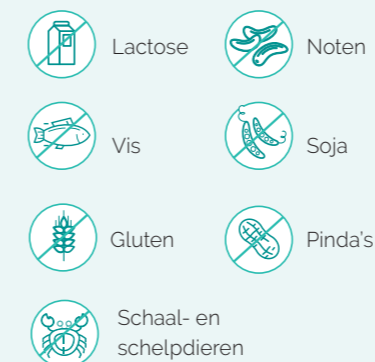 Lactose
Noten
Vis
Soja
Gluten
Pinda's
Schaal- en
schelpdieren